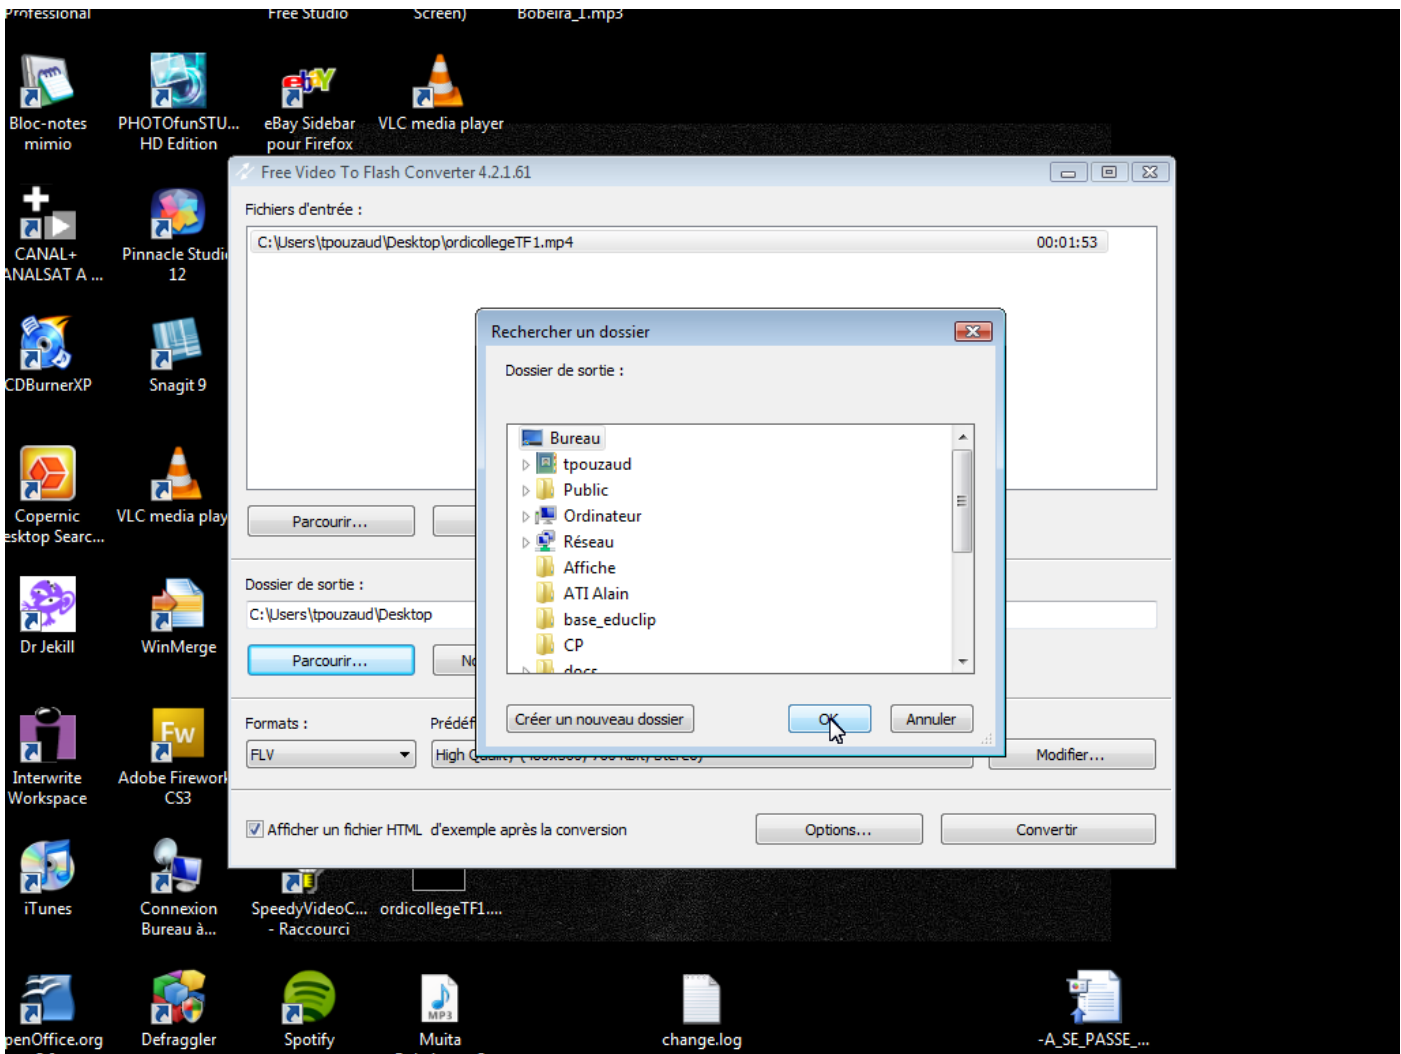 Professional
Free Studio
Screen)
Bobeira_1.mp3
Bloc-notes
mimio
PHOTOfunSTU...
HD Edition
eBay Sidebar
pour Firefox
VLC media player
Free Video To Flash Converter 4.2.1.61
Fichiers d'entrée :
C:\Users\tpouzaud\Desktop\ordicollegeTF1.mp4
00:01:53
CANAL+
ANALSAT A ...
Pinnacle Studi
12
Rechercher un dossier
Dossier de sortie :
CDBurnerXP
Snagit 9
Bureau
tpouzaud
Public
Ordinateur
Réseau
Affiche
ATI Alain
base_educlip
CP
docs
Copernic
esktop Searc...
VLC media play
Parcourir...
Dossier de sortie :
C:\Users\tpouzaud\Desktop
Parcourir...
No
Dr Jekill
WinMerge
Créer un nouveau dossier
OK
Annuler
Formats :
Prédéf
FLV
High Quality
Modifier...
Fw
Interwrite
Workspace
Adobe Firework
CS3
Afficher un fichier HTML d'exemple après la conversion
Options...
Convertir
iTunes
Connexion
Bureau à...
SpeedyVideoC...
- Raccourci
ordicollegeTF1....
penOffice.org
Defraggler
Spotify
MP3
Muita
change.log
-A_SE_PASSE_...